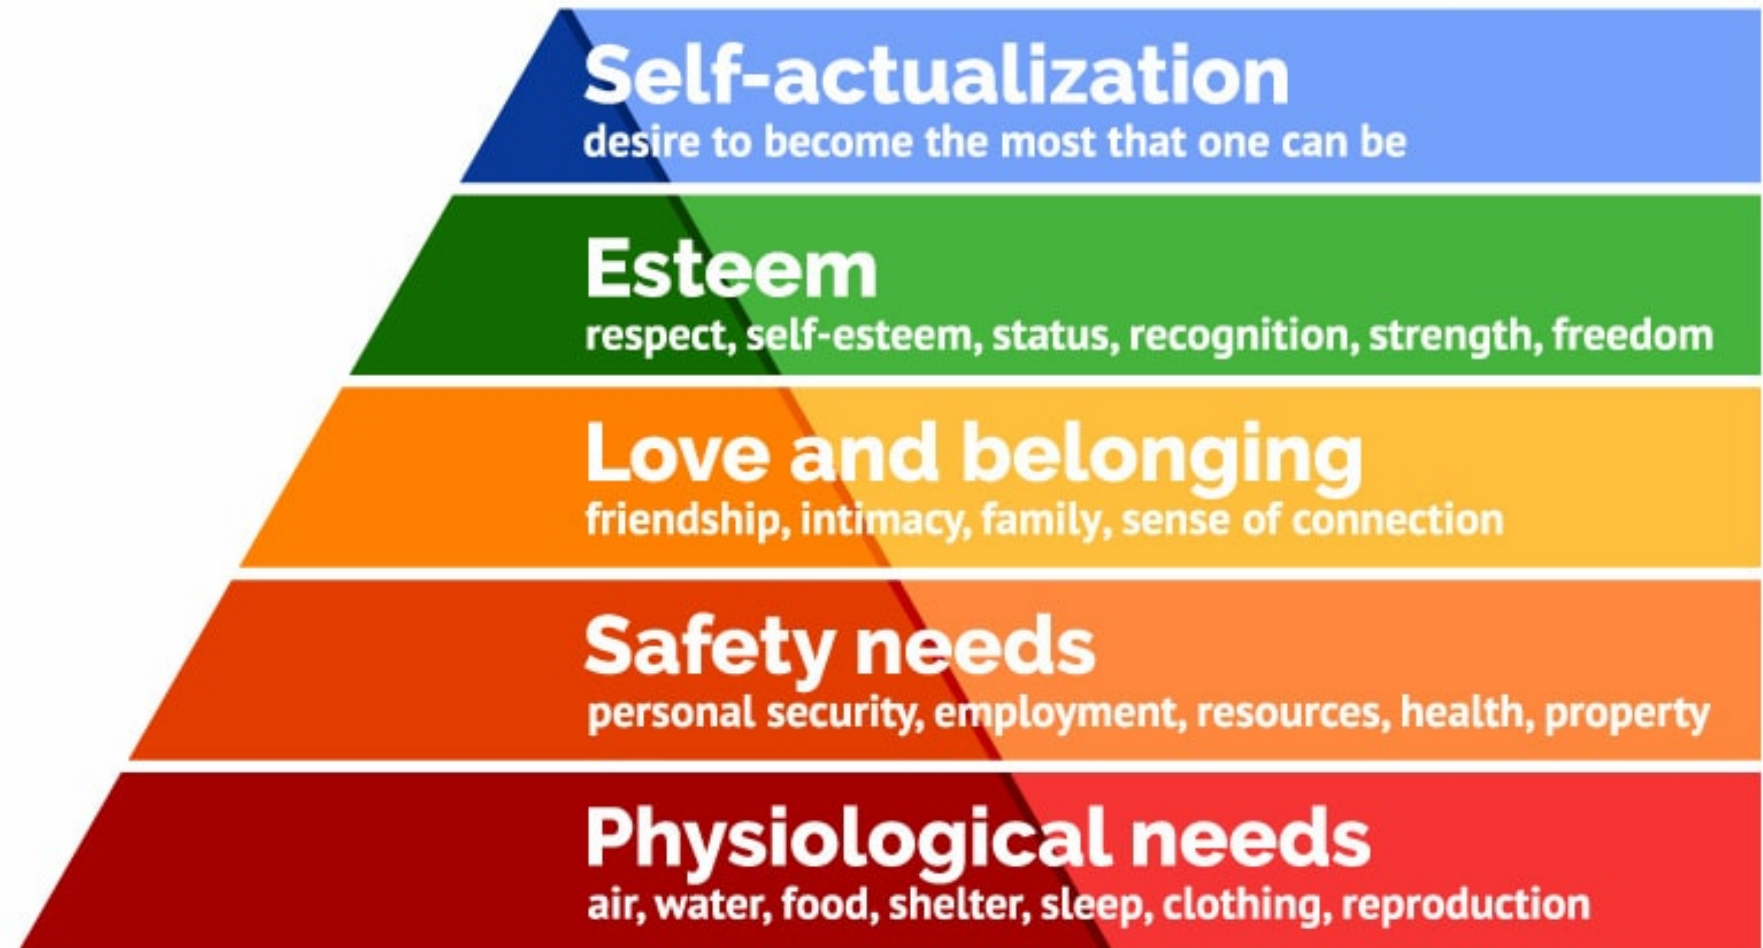 Self-actualization
desire to become the most that one can be
Esteem
respect, self-esteem, status, recognition, strength, freedom
Love and belonging
friendship, intimacy, family, sense of connection
Safety needs
personal security, employment, resources, health, property
Physiological needs
air, water, food, shelter, sleep, clothing, reproduction